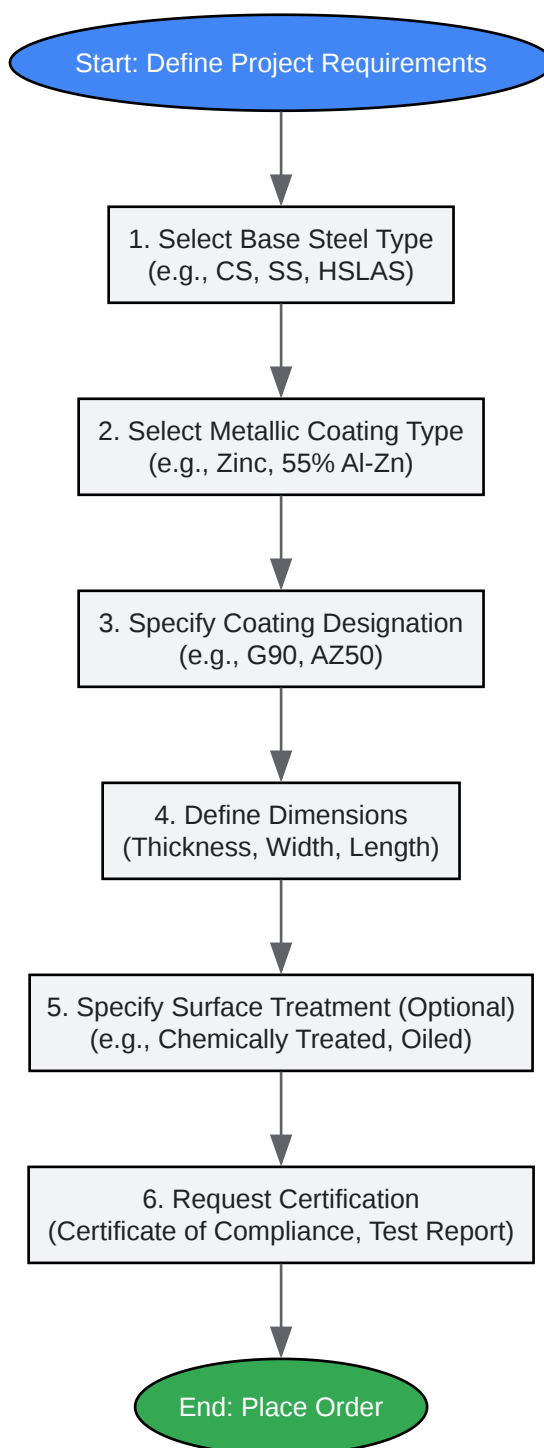 Start: Define Project Requirements
1. Select Base Steel Type
(e.g., CS, SS, HSLAS)
2. Select Metallic Coating Type
(e.g., Zinc, 55% Al-Zn)
3. Specify Coating Designation
(e.g., G90, AZ50)
4. Define Dimensions
(Thickness, Width, Length)
5. Specify Surface Treatment (Optional)
(e.g., Chemically Treated, Oiled)
6. Request Certification
(Certificate of Compliance, Test Report)
End: Place Order